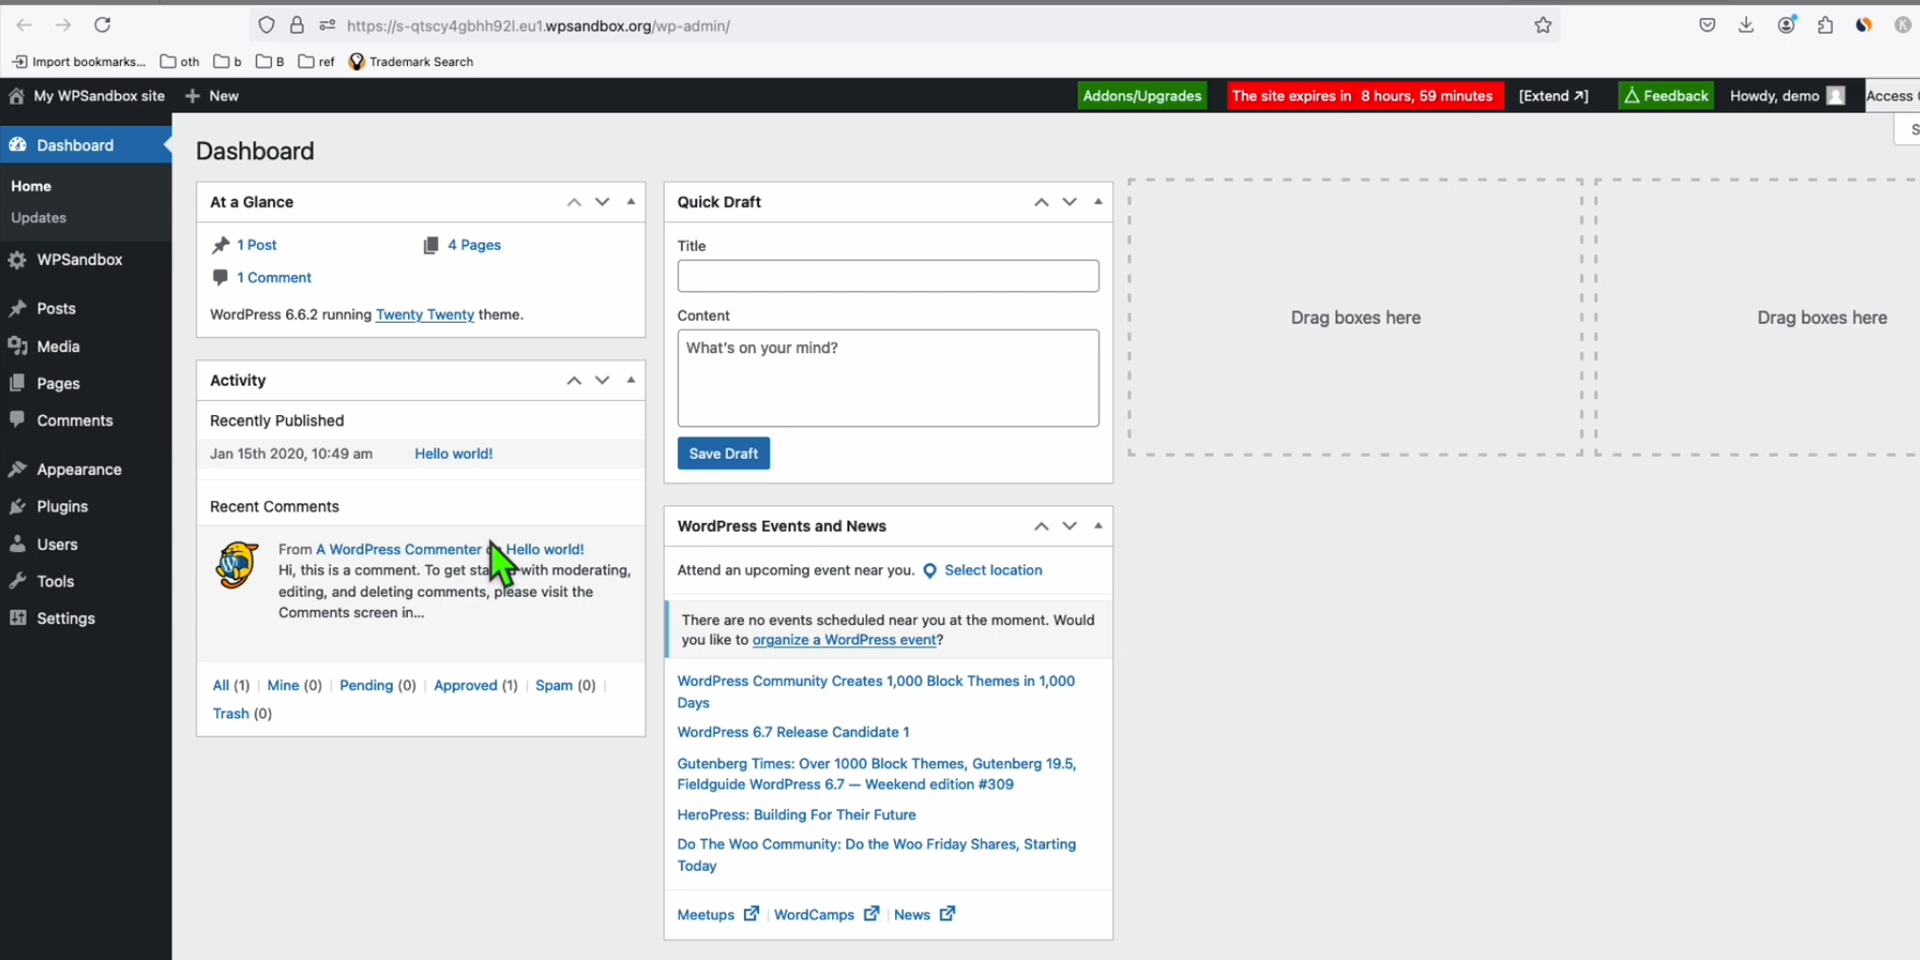 https://s-qtscy4gbhh92l.eu1.wpsandbox.org/wp-admin/
Import bookmarks...
oth
b
B
ref
Trademark Search
My WPSandbox site
New
Addons/Upgrades
The site expires in 8 hours, 59 minutes
[Extend ↗]
Feedback
Howdy, demo
Access
Dashboard
Home
Updates
WPSandbox
Posts
Media
Pages
Comments
Appearance
Plugins
Users
Tools
Settings
Dashboard
At a Glance
1 Post
4 Pages
1 Comment
WordPress 6.6.2 running Twenty Twenty theme.
Activity
Recently Published
Jan 15th 2020, 10:49 am
Hello world!
Recent Comments
From A WordPress Commenter Hello world!
Hi, this is a comment. To get with moderating,
editing, and deleting comments, please visit the
Comments screen in...
All (1) | Mine (0) | Pending (0) | Approved (1) | Spam (0) |
Trash (0)
Quick Draft
Title
Content
What's on your mind?
Save Draft
WordPress Events and News
Attend an upcoming event near you. Select location
There are no events scheduled near you at the moment. Would
you like to organize a WordPress event?
WordPress Community Creates 1,000 Block Themes in 1,000
Days
WordPress 6.7 Release Candidate 1
Gutenberg Times: Over 1000 Block Themes, Gutenberg 19.5,
Fieldguide WordPress 6.7 — Weekend edition #309
HeroPress: Building For Their Future
Do The Woo Community: Do the Woo Friday Shares, Starting
Today
Meetups | WordCamps | News
Drag boxes here
Drag boxes here